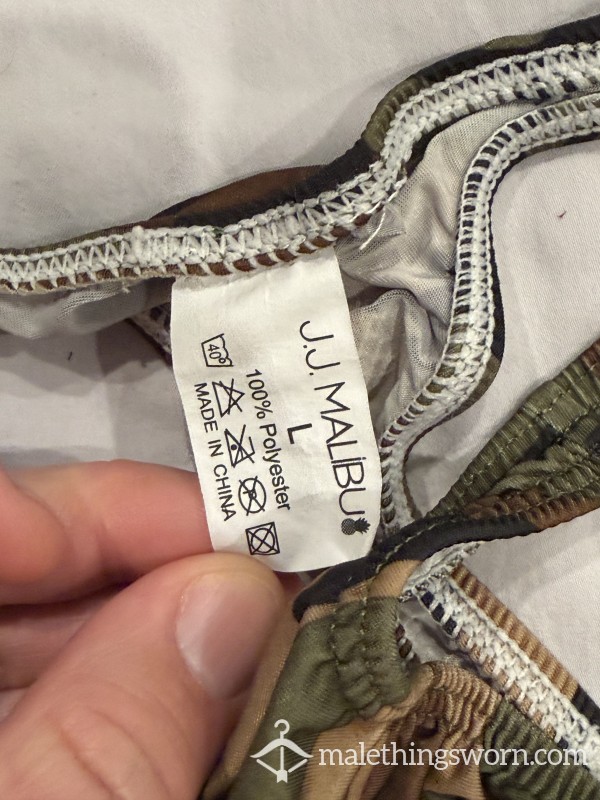 J.J. MALiBU
L
100% Polyester
40°
MADE IN CHINA
malethingsworn.com